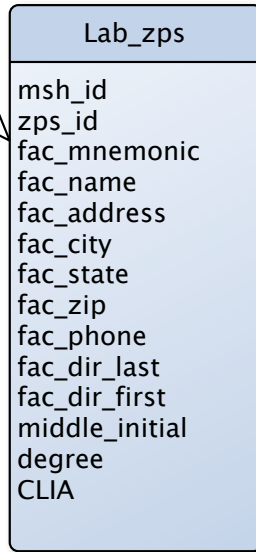 Lab_zps
msh_id
zps_id
fac_mnemonic
fac_name
fac_address
fac_city
fac_state
fac_zip
fac_phone
fac_dir_last
fac_dir_first
middle_initial
degree
CLIA